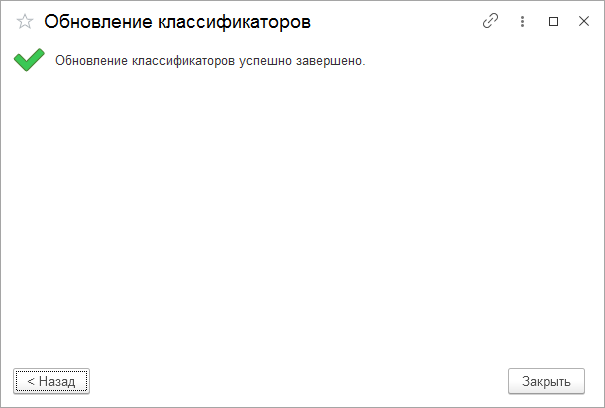 Обновление классификаторов
Обновление классификаторов успешно завершено.
< Назад
Закрыть